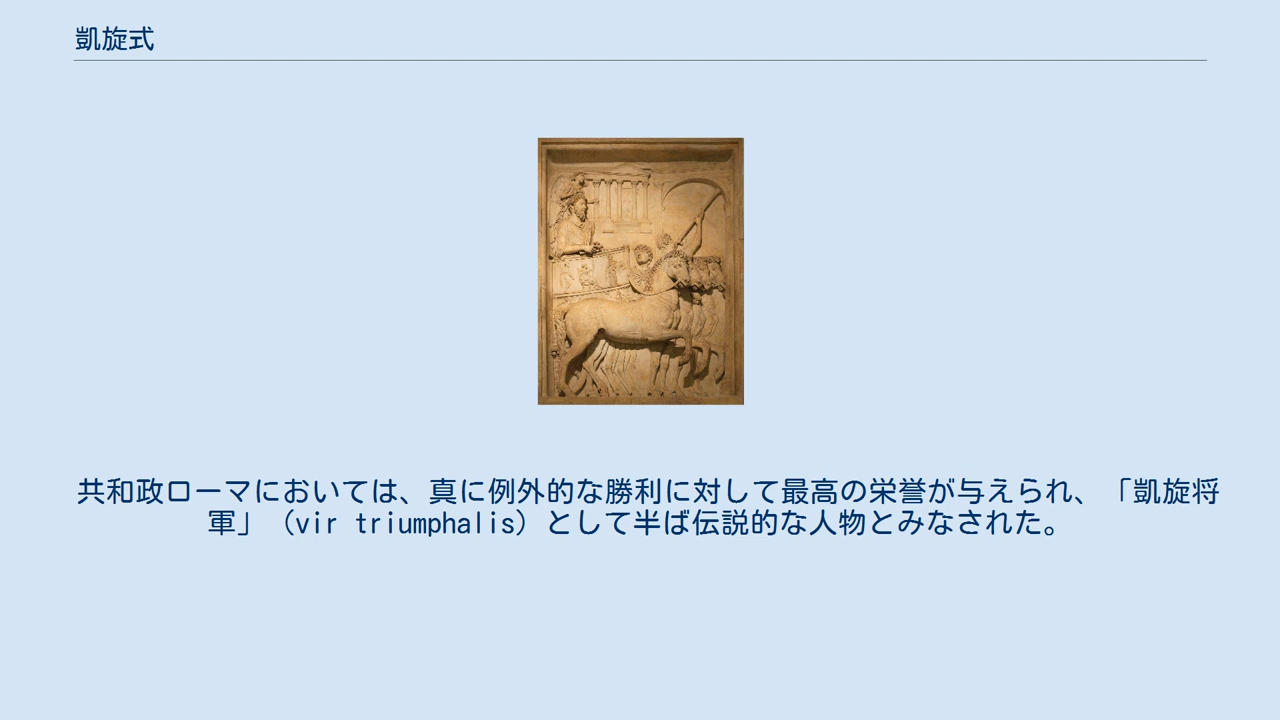 凱旋式
共和政ローマにおいては、真に例外的な勝利に対して最高の栄誉が与えられ、「凱旋将
軍」（vir triumphalis）として半ば伝説的な人物とみなされた。